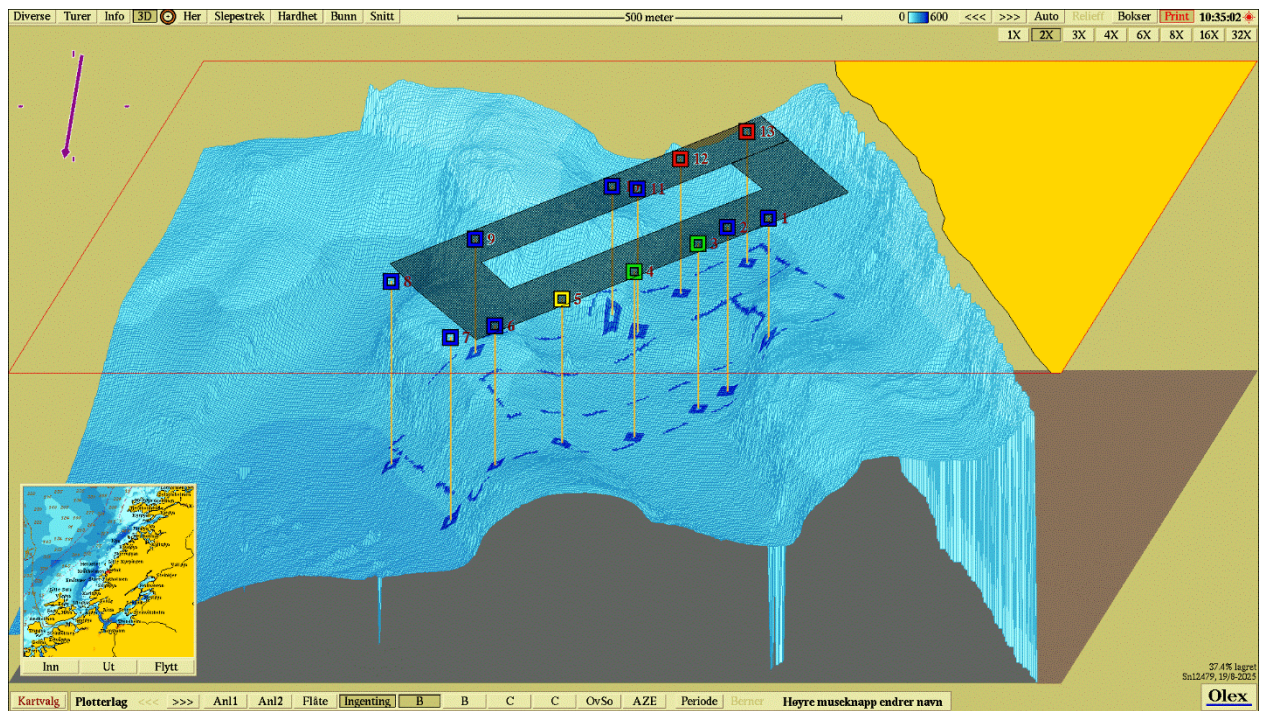 Diverse Turer Info 3D Her Slepestrek Hardhet Bunn Snitt 500 meter 0 600 <<< >>> Auto Relieff Bokser Print 10:35:02
1X 2X 3X 4X 6X 8X 16X 32X
13
12
11
1
2
9
3
4
8
5
6
7
Inn Ut Flytt
37.4% lagret
Sn12479, 19/8-2025
Kartvalg Plotterlag <<< >>> Anl1 Anl2 Flåte Ingenting B B C C OvSo AZE Periode Berner Høyre museknapp endrer navn Olex